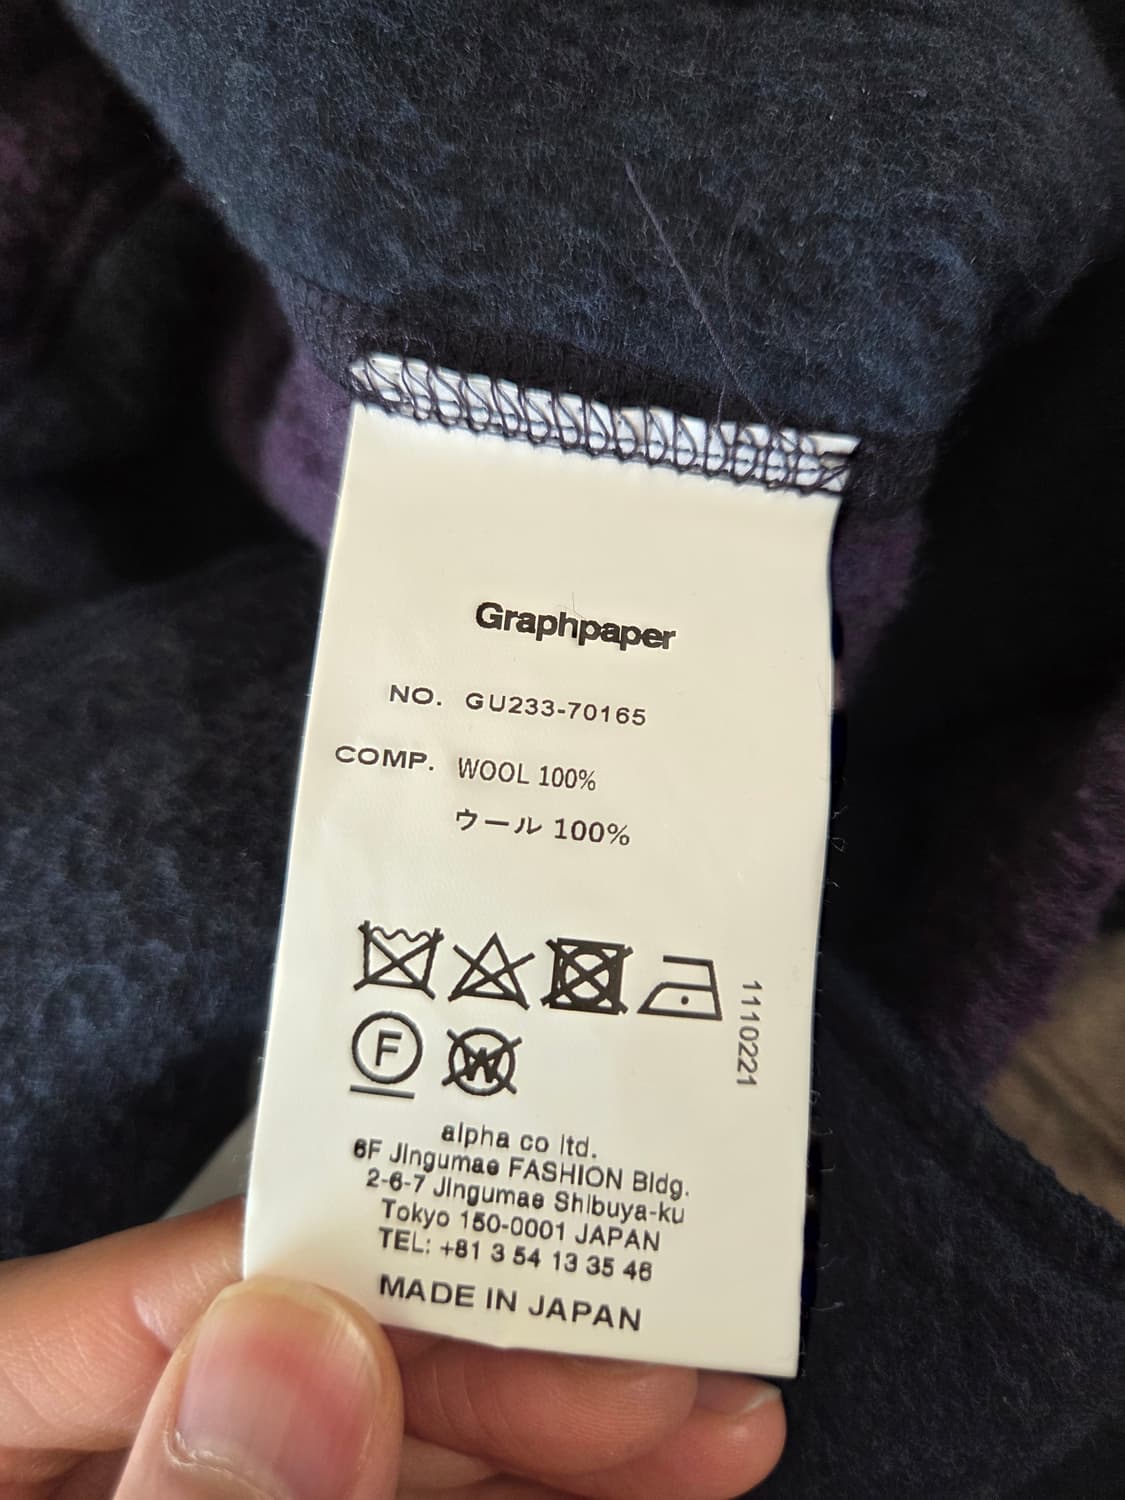 Graphpaper
NO. GU233-70165
COMP. WOOL 100%
ウール 100%
1110221
F
W
alpha co ltd.
6F Jingumae FASHION Bldg.
2-6-7 Jingumae Shibuya-ku
Tokyo 150-0001 JAPAN
TEL: +81 3 54 13 35 46
MADE IN JAPAN